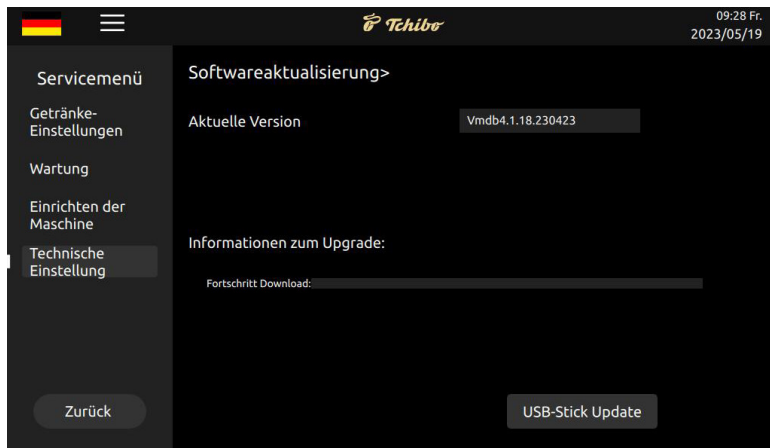 Tchibo
09:28 Fr.
2023/05/19
Servicemenü
Getränke-
Einstellungen
Wartung
Einrichten der
Maschine
Technische
Einstellung
Zurück
Softwareaktualisierung>
Aktuelle Version
Vmdb4.1.18.230423
Informationen zum Upgrade:
Fortschritt Download:
USB-Stick Update